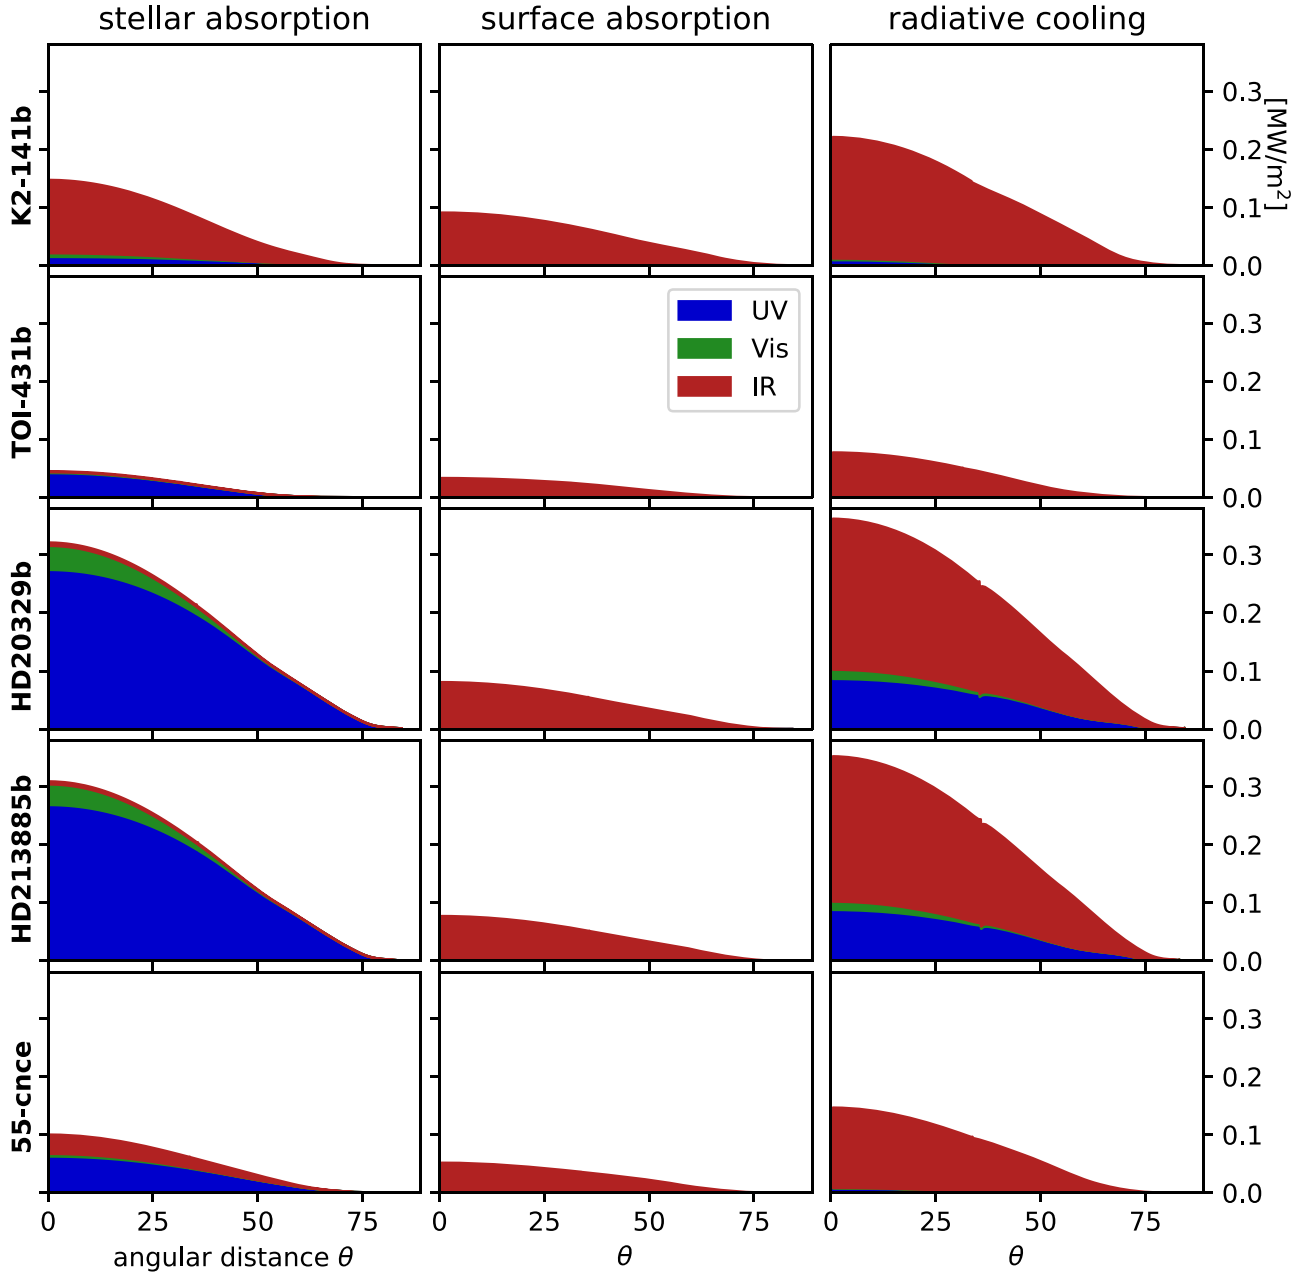 stellar absorption surface absorption radiative cooling
K2-141b
0.3
0.2
0.1
0.0
[MW/m²]
TOI-431b
UV
Vis
IR
0.3
0.2
0.1
0.0
HD20329b
0.3
0.2
0.1
0.0
HD213885b
0.3
0.2
0.1
0.0
55-cnce
0.3
0.2
0.1
0.0
0 25 50 75 0 25 50 75 0 25 50 75
angular distance θ θ θ